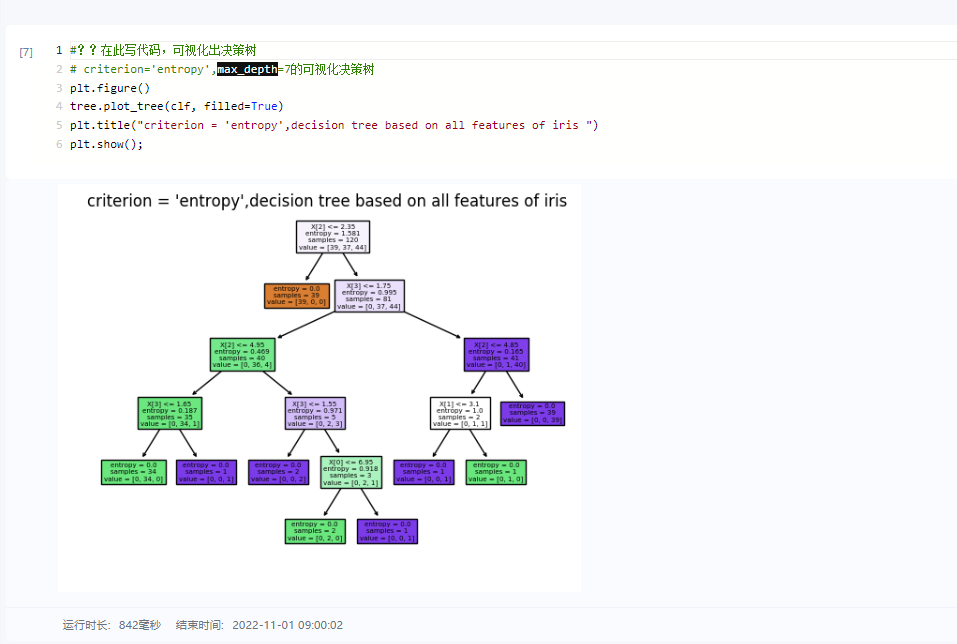 [7]
1 #？？在此写代码，可视化出决策树
2 # criterion='entropy',max_depth=7的可视化决策树
3 plt.figure()
4 tree.plot_tree(clf, filled=True)
5 plt.title("criterion = 'entropy',decision tree based on all features of iris ")
6 plt.show();
criterion = 'entropy',decision tree based on all features of iris
X[2] <= 2.35
entropy = 1.581
samples = 120
value = [39, 37, 44]
entropy = 0.0
samples = 39
value = [39, 0, 0]
X[3] <= 1.75
entropy = 0.995
samples = 81
value = [0, 37, 44]
X[2] <= 4.95
entropy = 0.469
samples = 40
value = [0, 36, 4]
X[2] <= 4.85
entropy = 0.165
samples = 41
value = [0, 1, 40]
X[3] <= 1.65
entropy = 0.187
samples = 35
value = [0, 34, 1]
X[3] <= 1.55
entropy = 0.971
samples = 5
value = [0, 2, 3]
X[1] <= 3.1
entropy = 1.0
samples = 2
value = [0, 1, 1]
entropy = 0.0
samples = 39
value = [0, 0, 39]
entropy = 0.0
samples = 34
value = [0, 34, 0]
entropy = 0.0
samples = 1
value = [0, 0, 1]
entropy = 0.0
samples = 2
value = [0, 0, 2]
X[0] <= 6.95
entropy = 0.918
samples = 3
value = [0, 2, 1]
entropy = 0.0
samples = 1
value = [0, 0, 1]
entropy = 0.0
samples = 1
value = [0, 1, 0]
entropy = 0.0
samples = 2
value = [0, 2, 0]
entropy = 0.0
samples = 1
value = [0, 0, 1]
运行时长: 842毫秒 结束时间: 2022-11-01 09:00:02